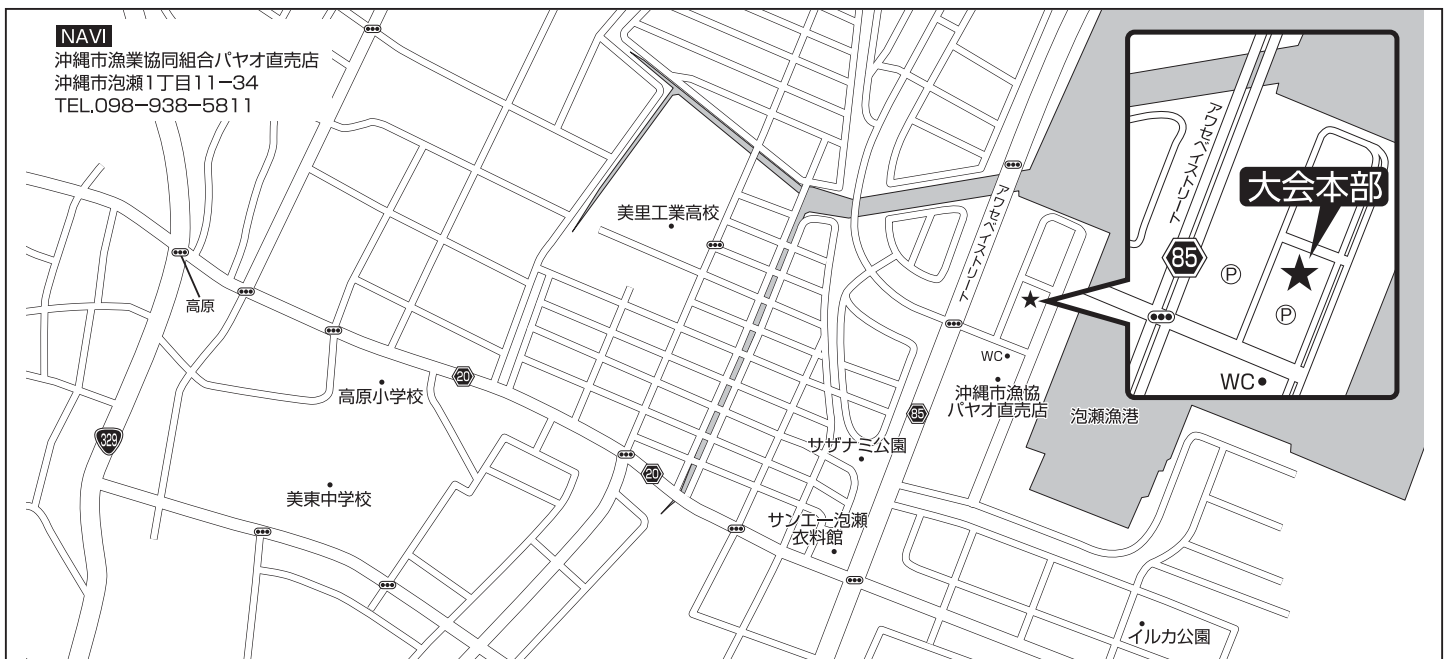 NAVI
沖縄市漁業協同組合パヤオ直売店
沖縄市泡瀬1丁目11-34
TEL.098-938-5811
美里工業高校
アワセベイストリート
高原
20
高原小学校
329
美東中学校
20
サザナミ公園
サンエー泡瀬
衣料館
85
WC
沖縄市漁協
パヤオ直売店
泡瀬漁港
イルカ公園
アワセベイストリート
大会本部
85
P
P
WC